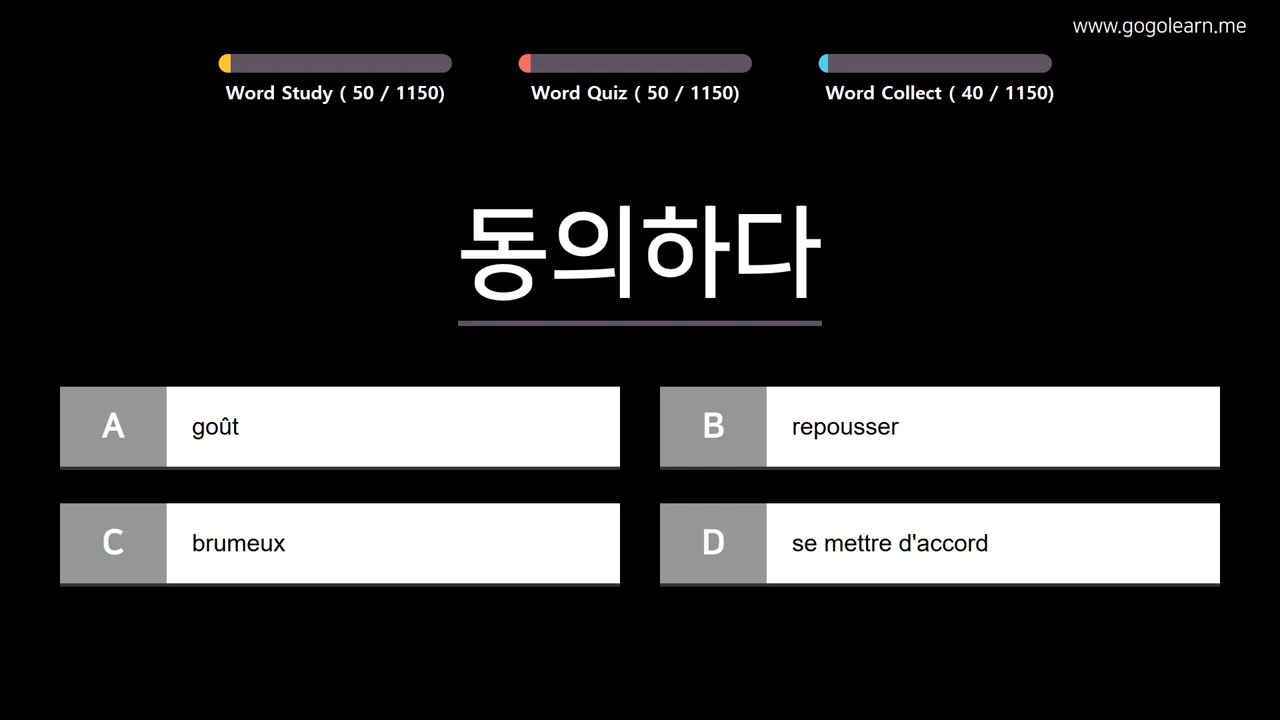 www.gogolearn.me
Word Study ( 50 / 1150)
Word Quiz ( 50 / 1150)
Word Collect ( 40 / 1150)
동의하다
A goût
B repousser
C brumeux
D se mettre d'accord